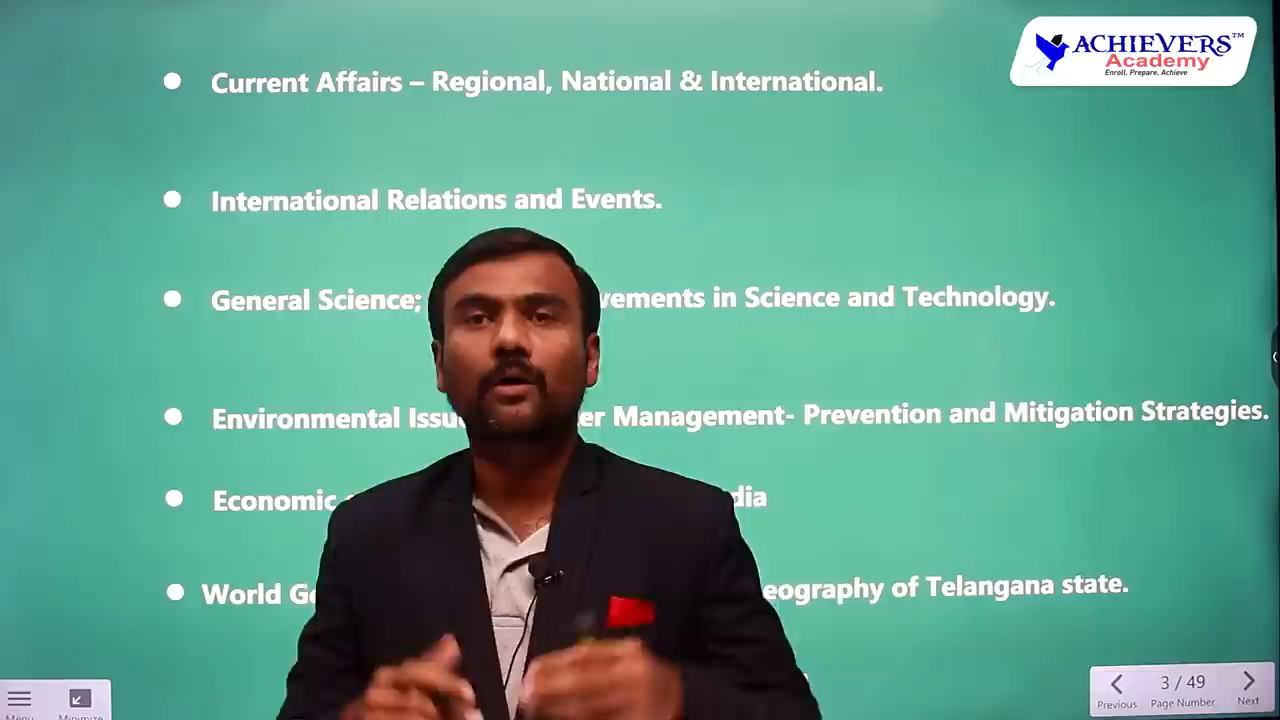 ACHIEVERS™
Academy
Enroll. Prepare. Achieve
● Current Affairs – Regional, National & International.
● International Relations and Events.
● General Science; vements in Science and Technology.
● Environmental Issu er Management- Prevention and Mitigation Strategies.
● Economic dia
● World Ge eography of Telangana state.
Menu
Minimize
3 / 49
Previous Page Number Next